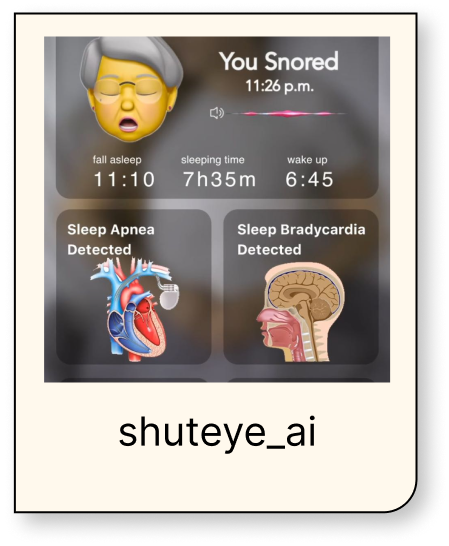 You Snored
11:26 p.m.
fall asleep sleeping time wake up
11:10 7h35m 6:45
Sleep Apnea
Detected
Sleep Bradycardia
Detected
shuteye_ai